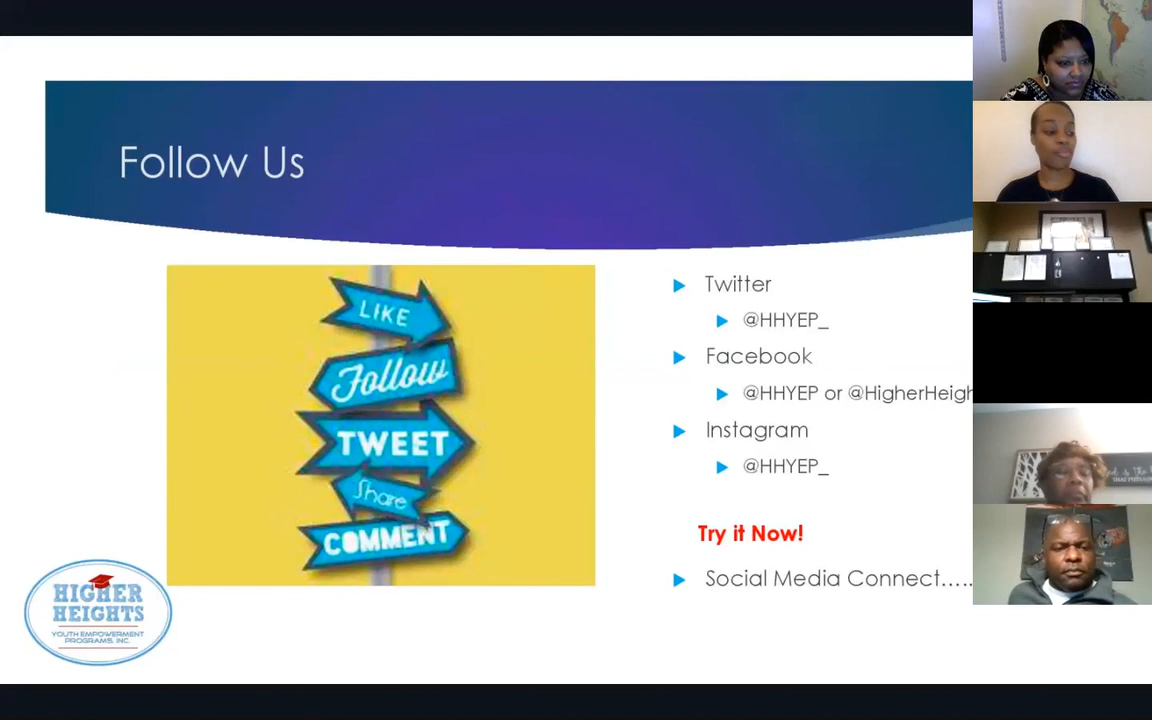 Follow Us
LIKE
Follow
TWEET
Share
COMMENT
Twitter
@HHYEP_
Facebook
@HHYEP or @HigherHeigh
Instagram
@HHYEP_
Try it Now!
Social Media Connect.....
HIGHER
HEIGHTS
YOUTH EMPOWERMENT
PROGRAMS, INC.